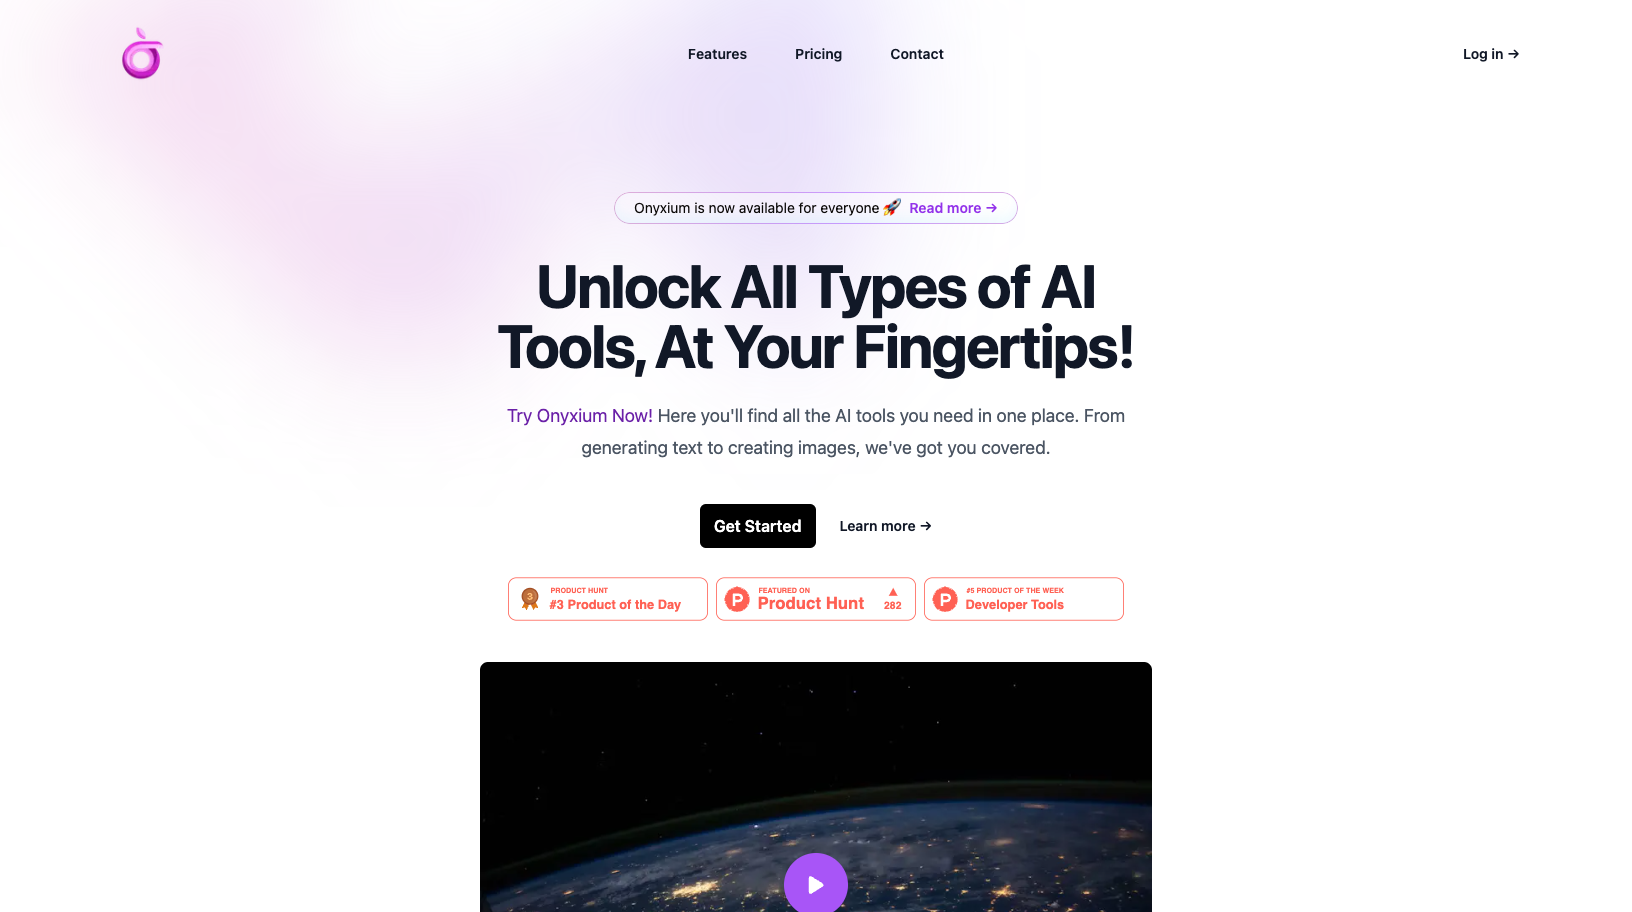 Features
Pricing
Contact
Log in →
Onyxium is now available for everyone 🚀 Read more →
Unlock All Types of AI
Tools, At Your Fingertips!
Try Onyxium Now! Here you'll find all the AI tools you need in one place. From
generating text to creating images, we've got you covered.
Get Started
Learn more →
3
PRODUCT HUNT
#3 Product of the Day
P
FEATURED ON
Product Hunt
▲
282
P
#5 PRODUCT OF THE WEEK
Developer Tools